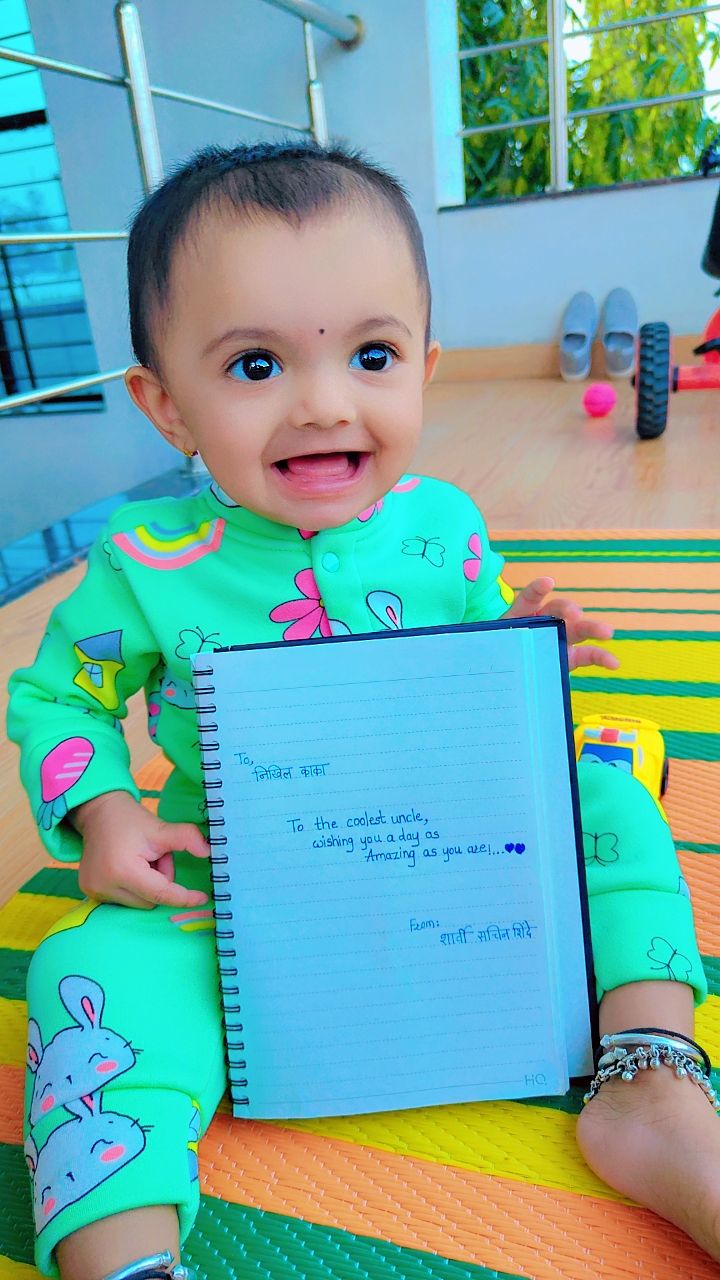 To,
निखिल काका
To the coolest uncle,
wishing you a day as
Amazing as you are!...
From:
शार्वी सचिन शिंदे
HQ